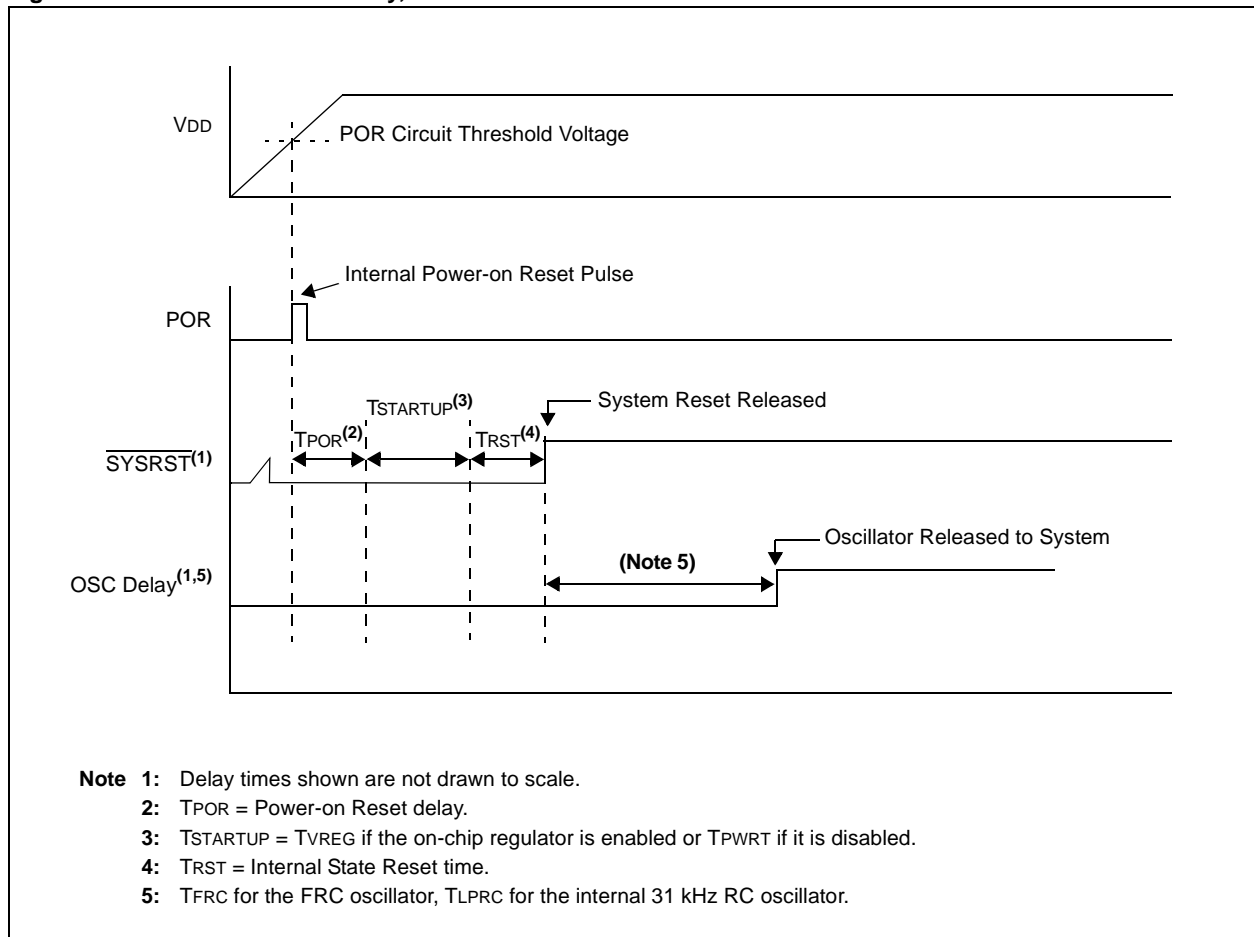 VDD
POR Circuit Threshold Voltage
Internal Power-on Reset Pulse
POR
TSTARTUP(3)
System Reset Released
TPOR(2)
TRST(4)
SYSRST(1)
Oscillator Released to System
(Note 5)
OSC Delay(1,5)
Note 1: Delay times shown are not drawn to scale.
2: TPOR = Power-on Reset delay.
3: TSTARTUP = TVREG if the on-chip regulator is enabled or TPWRT if it is disabled.
4: TRST = Internal State Reset time.
5: TFRC for the FRC oscillator, TLPRC for the internal 31 kHz RC oscillator.